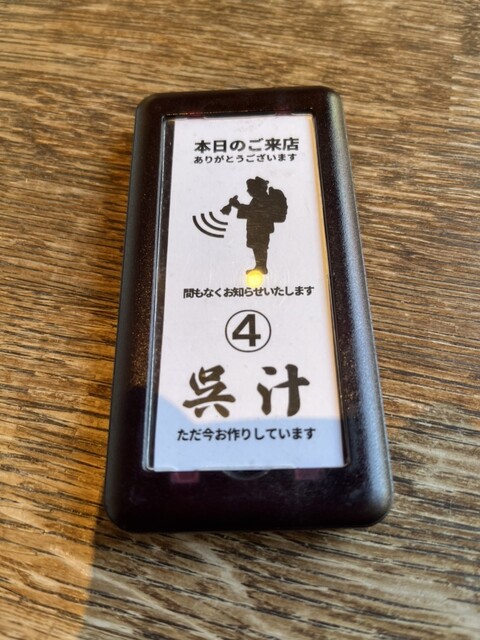 本日のご来店
ありがとうございます
間もなくお知らせいたします
④
呉汁
ただ今お作りしています